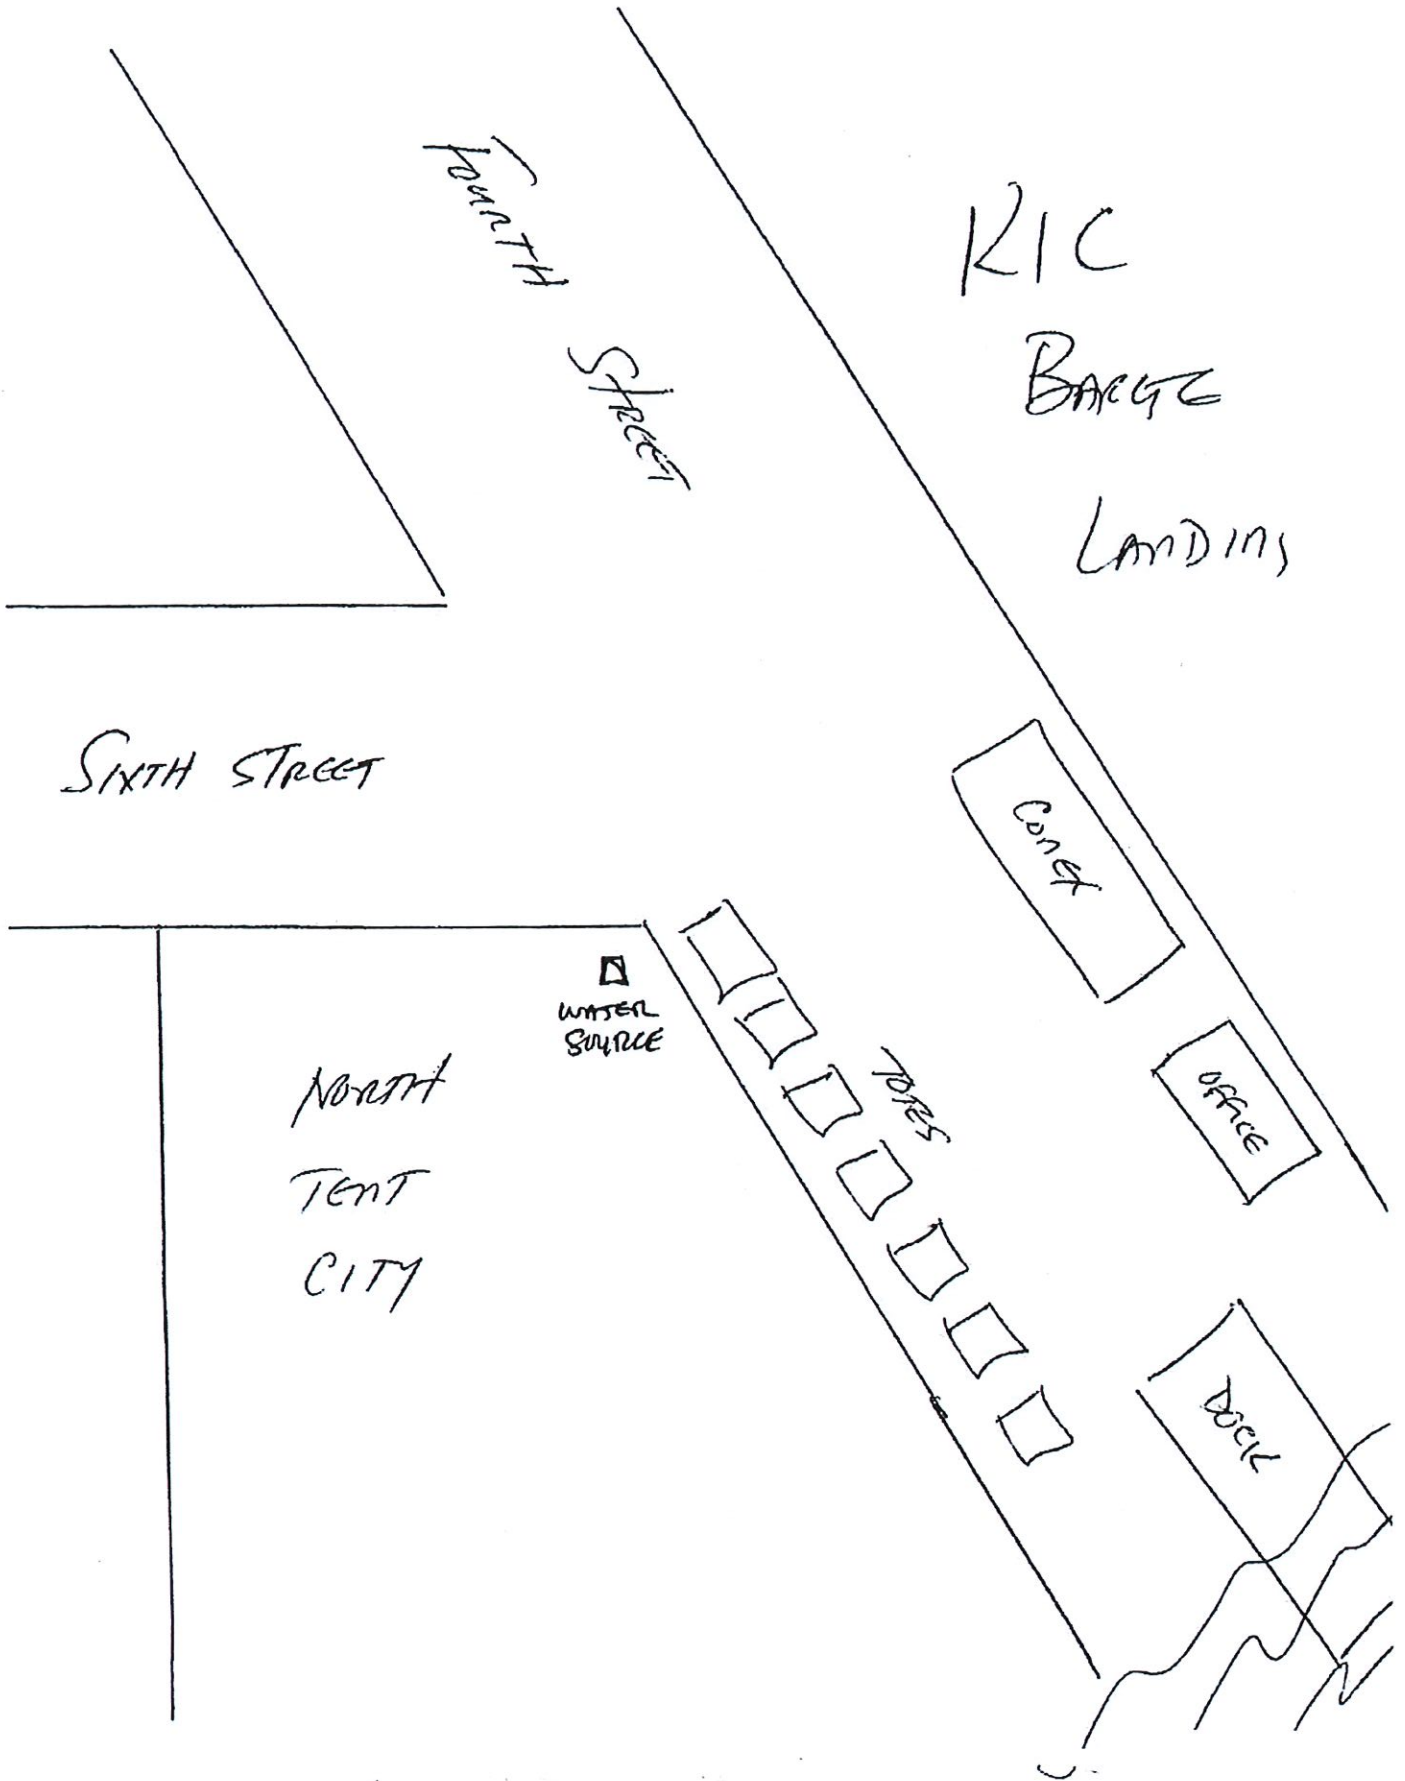 FOURTH STREET
KIC
BARGE
LANDING
SIXTH STREET
CONEX
WATER
SOURCE
OFFICE
NORTH
TENT
CITY
TOTES
DOCK